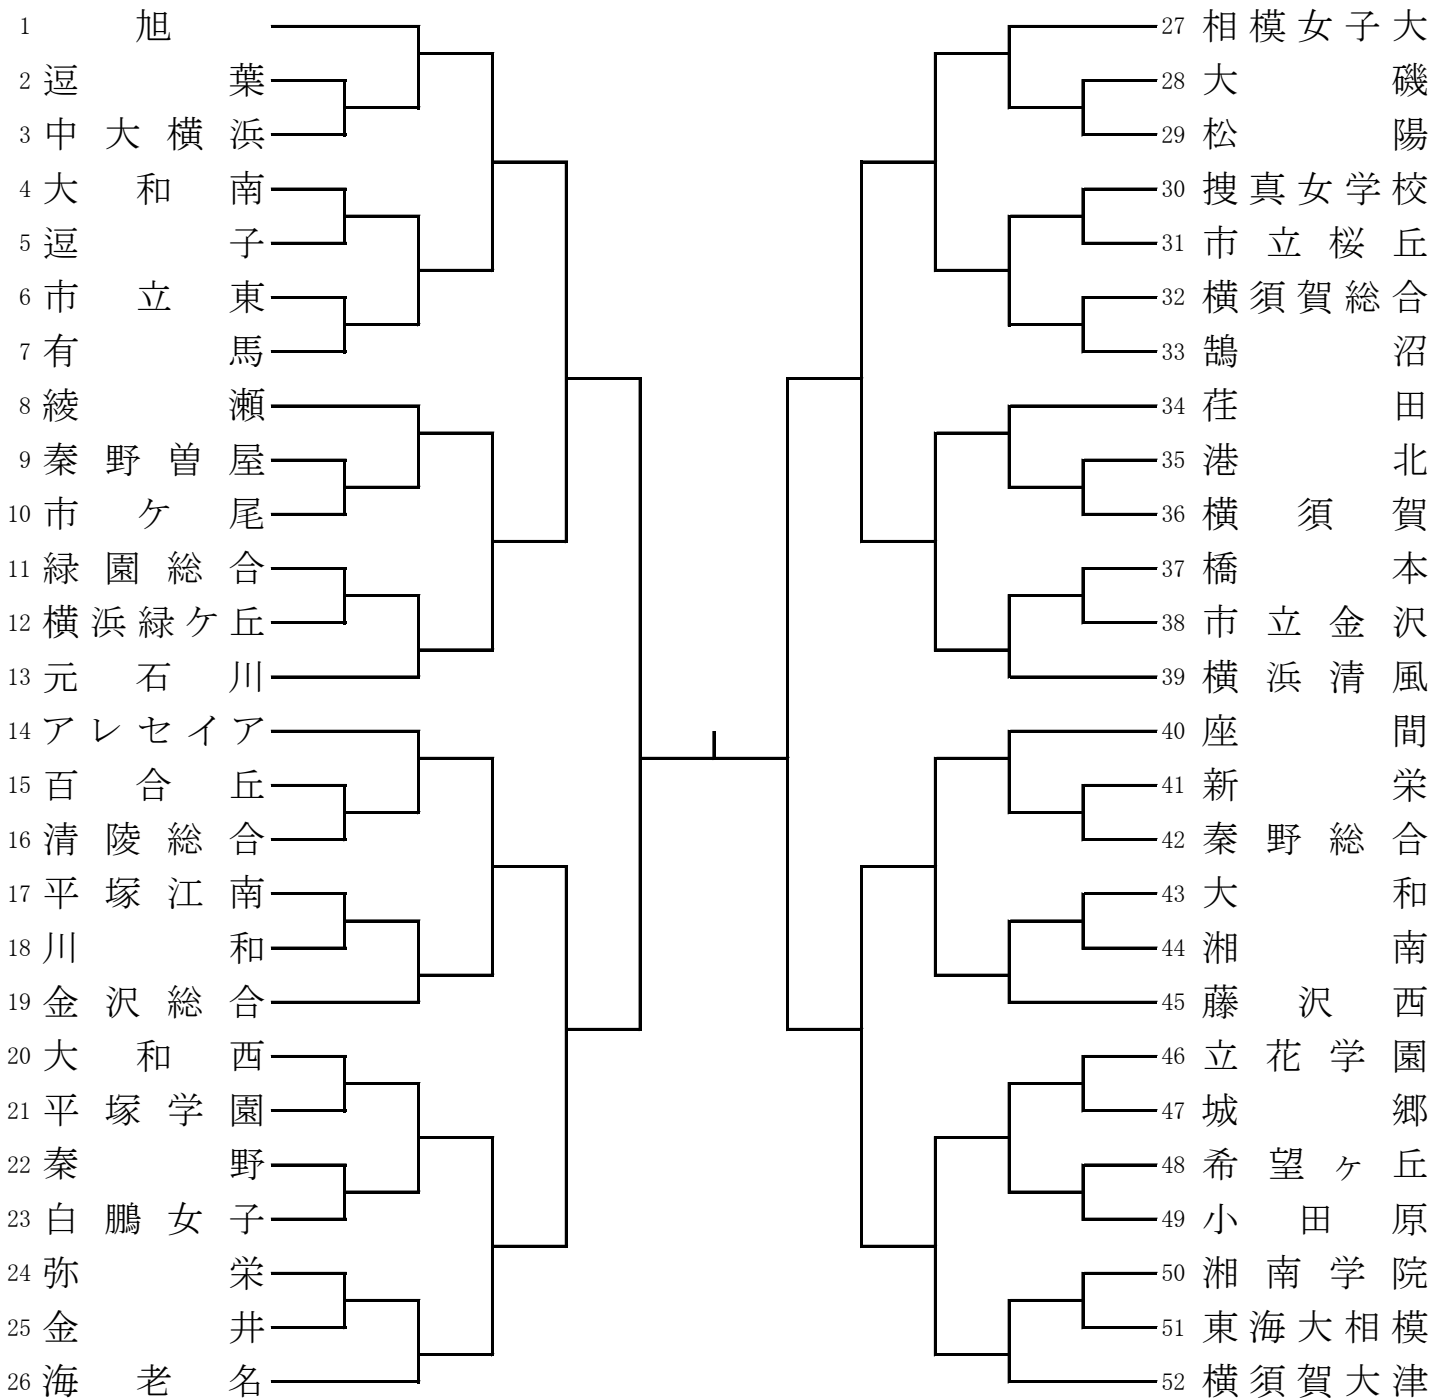 1 旭
2 逗葉
3 中大横浜
4 大和南
5 逗子
6 市立東
7 有馬
8 綾瀬
9 秦野曽屋
10 市ケ尾
11 緑園総合
12 横浜緑ケ丘
13 元石川
14 アレセイア
15 百合丘
16 清陵総合
17 平塚江南
18 川和
19 金沢総合
20 大和西
21 平塚学園
22 秦野
23 白鵬女子
24 弥栄
25 金井
26 海老名
27 相模女子大
28 大磯
29 松陽
30 捜真女学校
31 市立桜丘
32 横須賀総合
33 鵠沼
34 荏田
35 港北
36 横須賀
37 橋本
38 市立金沢
39 横浜清風
40 座間
41 新栄
42 秦野総合
43 大和
44 湘南
45 藤沢西
46 立花学園
47 城郷
48 希望ヶ丘
49 小田原
50 湘南学院
51 東海大相模
52 横須賀大津